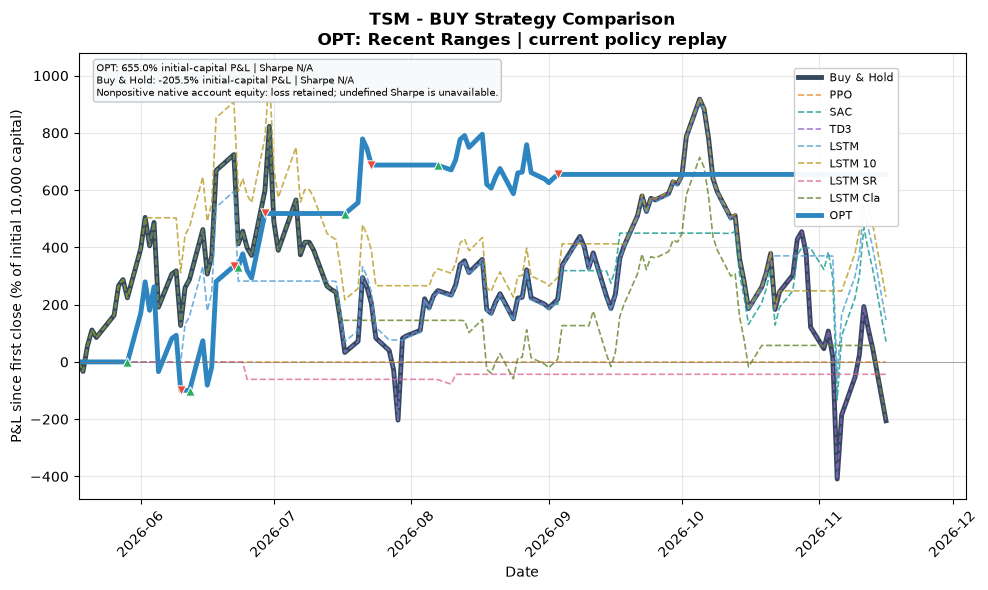 TSM - BUY Strategy Comparison
OPT: Recent Ranges | current policy replay
OPT: 655.0% initial-capital P&L | Sharpe N/A
Buy & Hold: -205.5% initial-capital P&L | Sharpe N/A
Nonpositive native account equity: loss retained; undefined Sharpe is unavailable.
Buy & Hold
PPO
SAC
TD3
LSTM
LSTM 10
LSTM SR
LSTM Cla
OPT
P&L since first close (% of initial 10,000 capital)
1000
800
600
400
200
0
−200
−400
2026-06
2026-07
2026-08
2026-09
2026-10
2026-11
2026-12
Date